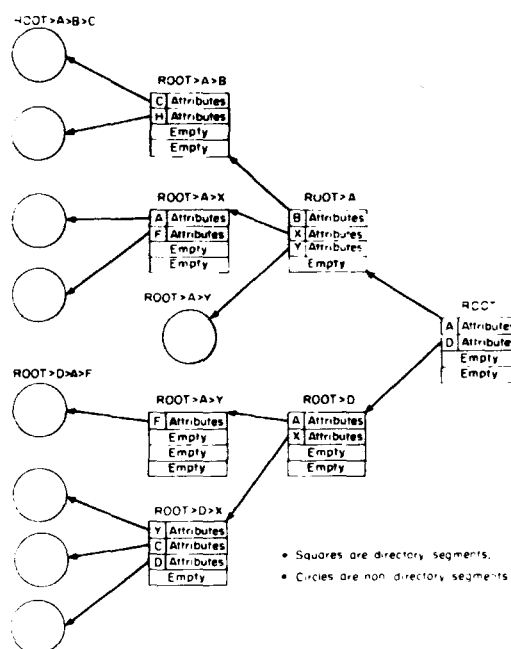 ROOT>A>B>C
ROOT>A>B
C Attributes
H Attributes
Empty
Empty
ROOT>A>X
A Attributes
F Attributes
Empty
Empty
ROOT>A
B Attributes
X Attributes
Y Attributes
Empty
ROOT>A>Y
ROOT
A Attributes
D Attributes
Empty
Empty
ROOT>D>A>F
ROOT>A>Y
F Attributes
Empty
Empty
Empty
ROOT>D
A Attributes
X Attributes
Empty
Empty
ROOT>D>X
Y Attributes
C Attributes
D Attributes
Empty
• Squares are directory segments.
• Circles are non directory segments